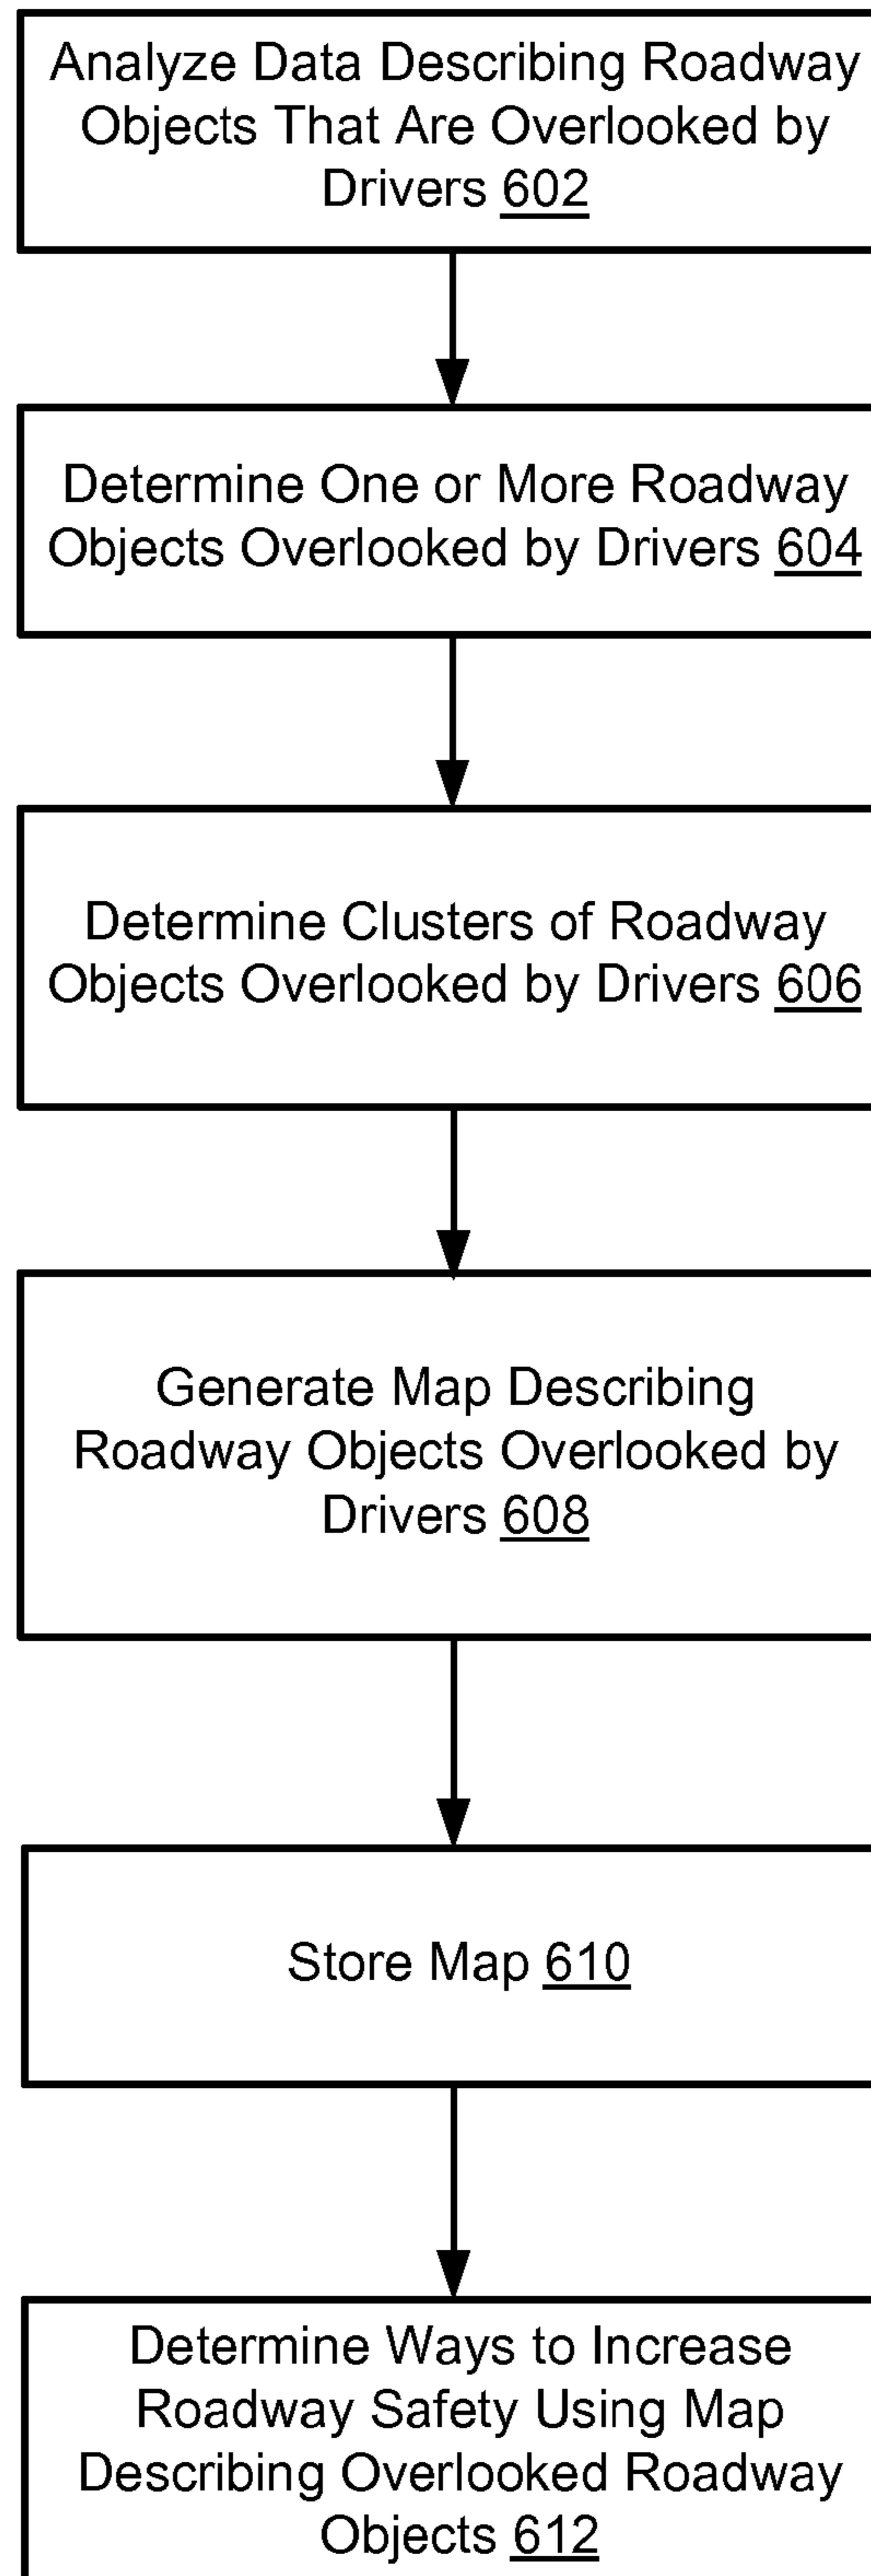 Analyze Data Describing Roadway
Objects That Are Overlooked by
Drivers 602
Determine One or More Roadway
Objects Overlooked by Drivers 604
Determine Clusters of Roadway
Objects Overlooked by Drivers 606
Generate Map Describing
Roadway Objects Overlooked by
Drivers 608
Store Map 610
Determine Ways to Increase
Roadway Safety Using Map
Describing Overlooked Roadway
Objects 612